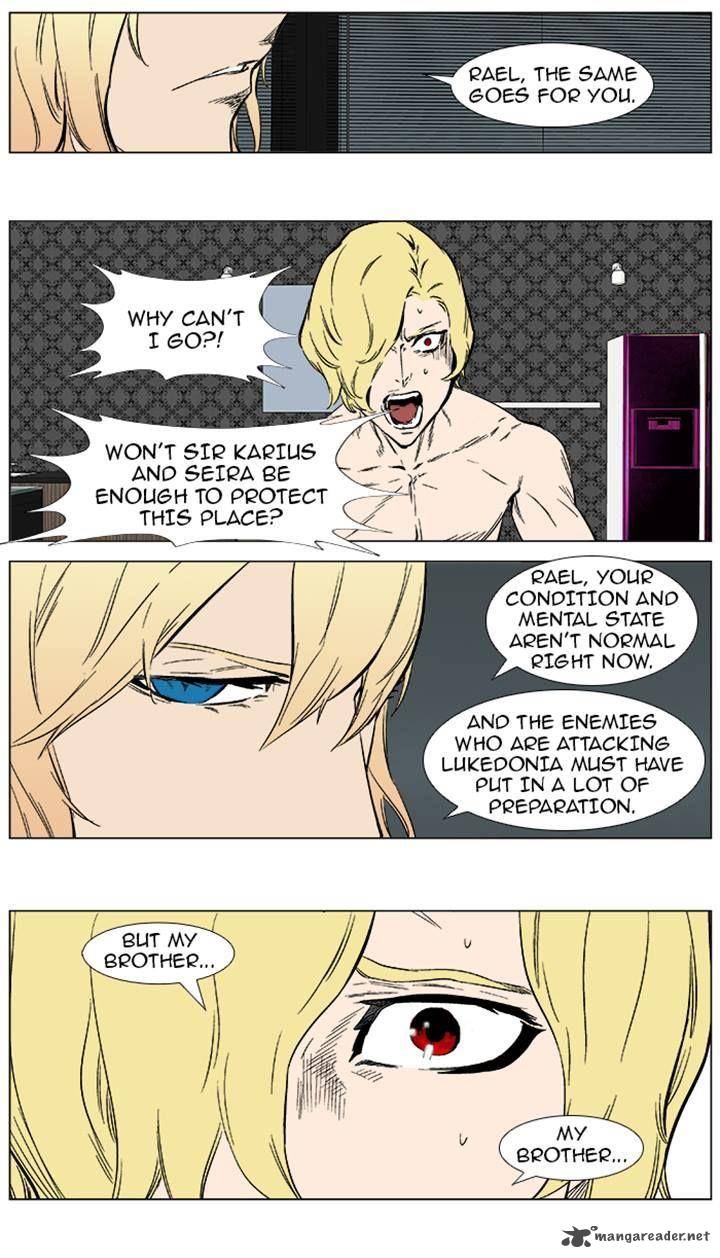 RAEL, THE SAME
GOES FOR YOU.
WHY CAN'T
I GO?!
WON'T SIR KARIUS
AND SEIRA BE
ENOUGH TO PROTECT
THIS PLACE?
RAEL, YOUR
CONDITION AND
MENTAL STATE
AREN'T NORMAL
RIGHT NOW.
AND THE ENEMIES
WHO ARE ATTACKING
LUKEDONIA MUST HAVE
PUT IN A LOT OF
PREPARATION.
BUT MY
BROTHER...
MY
BROTHER...
mangareader.net